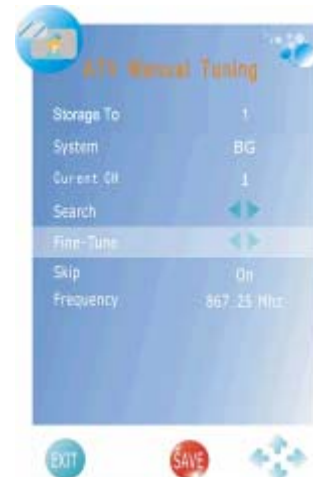 ATV Manual Tuning
Storage To 1
System BG
Curent CH 1
Search
Fine-Tune
Skip On
Frequency 867.25 Mhz
EXIT SAVE